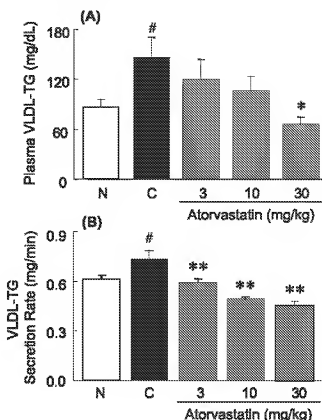 (A)
Plasma VLDL-TG (mg/dL)
180
120
60
0
#
*
N C 3 10 30
Atorvastatin (mg/kg)
(B)
VLDL-TG
Secretion Rate (mg/min)
0.9
0.6
0.3
0.0
#
** ** **
N C 3 10 30
Atorvastatin (mg/kg)